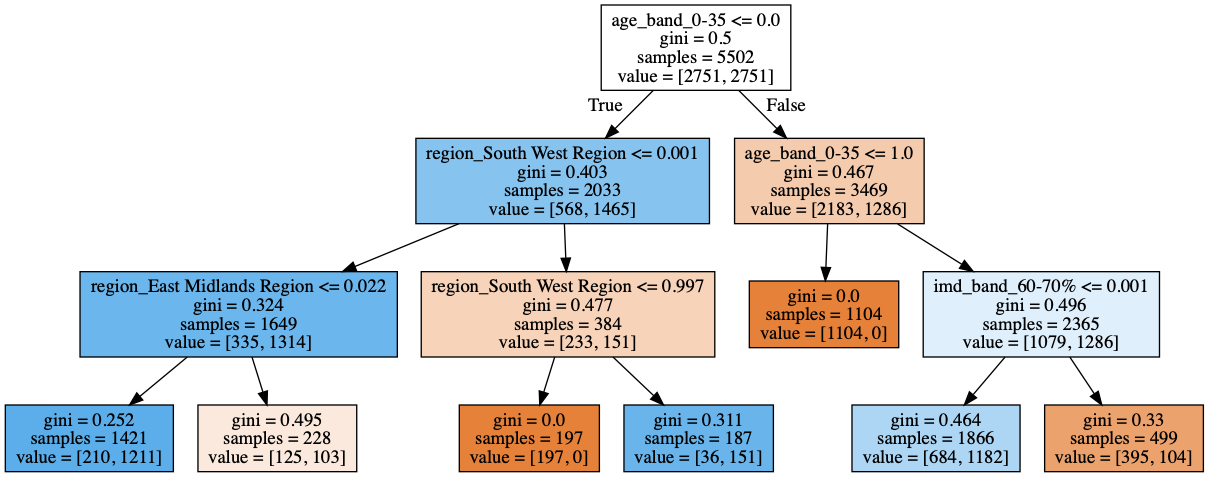 age_band_0-35 <= 0.0
gini = 0.5
samples = 5502
value = [2751, 2751]
True
False
region_South West Region <= 0.001
gini = 0.403
samples = 2033
value = [568, 1465]
age_band_0-35 <= 1.0
gini = 0.467
samples = 3469
value = [2183, 1286]
region_East Midlands Region <= 0.022
gini = 0.324
samples = 1649
value = [335, 1314]
region_South West Region <= 0.997
gini = 0.477
samples = 384
value = [233, 151]
gini = 0.0
samples = 1104
value = [1104, 0]
imd_band_60-70% <= 0.001
gini = 0.496
samples = 2365
value = [1079, 1286]
gini = 0.252
samples = 1421
value = [210, 1211]
gini = 0.495
samples = 228
value = [125, 103]
gini = 0.0
samples = 197
value = [197, 0]
gini = 0.311
samples = 187
value = [36, 151]
gini = 0.464
samples = 1866
value = [684, 1182]
gini = 0.33
samples = 499
value = [395, 104]